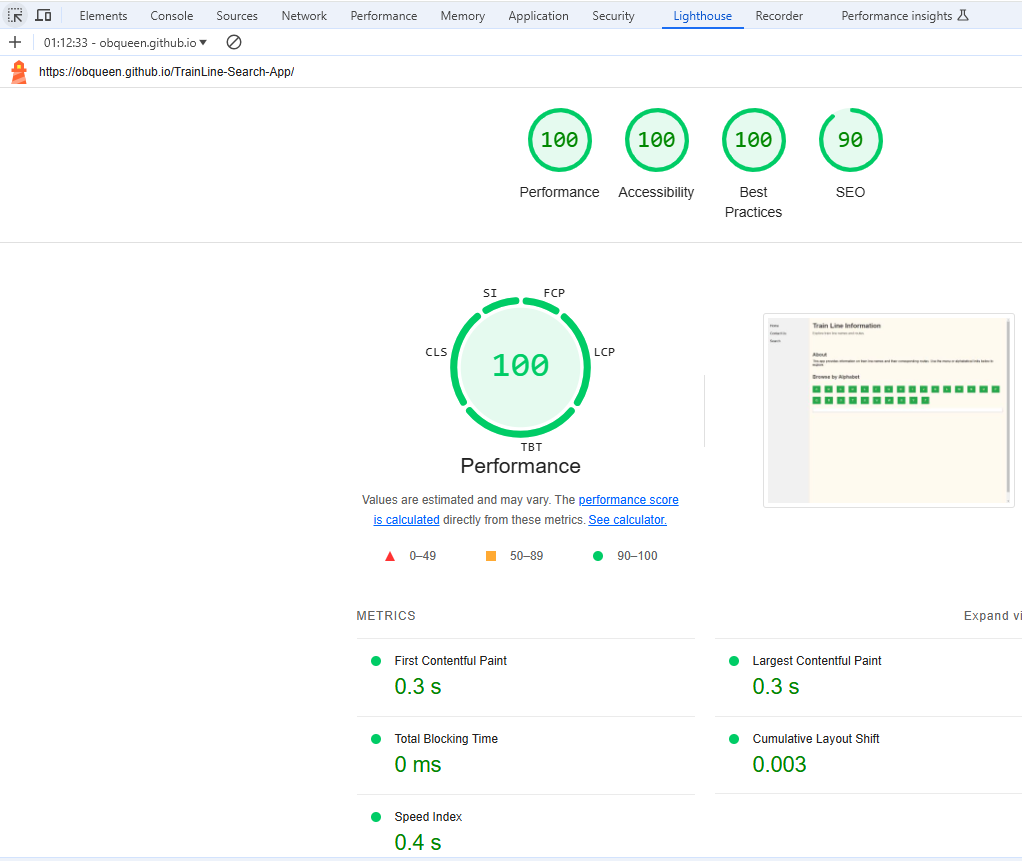 Elements Console Sources Network Performance Memory Application Security Lighthouse Recorder Performance insights
01:12:33 - obqueen.github.io
https://obqueen.github.io/TrainLine-Search-App/
100 100 100 90
Performance Accessibility Best Practices SEO
SI FCP
CLS LCP
100
TBT
Performance
Values are estimated and may vary. The performance score
is calculated directly from these metrics. See calculator.
0–49 50–89 90–100
Train Line Information
About
Browse by Alphabet
METRICS
Expand vi
First Contentful Paint
0.3 s
Largest Contentful Paint
0.3 s
Total Blocking Time
0 ms
Cumulative Layout Shift
0.003
Speed Index
0.4 s